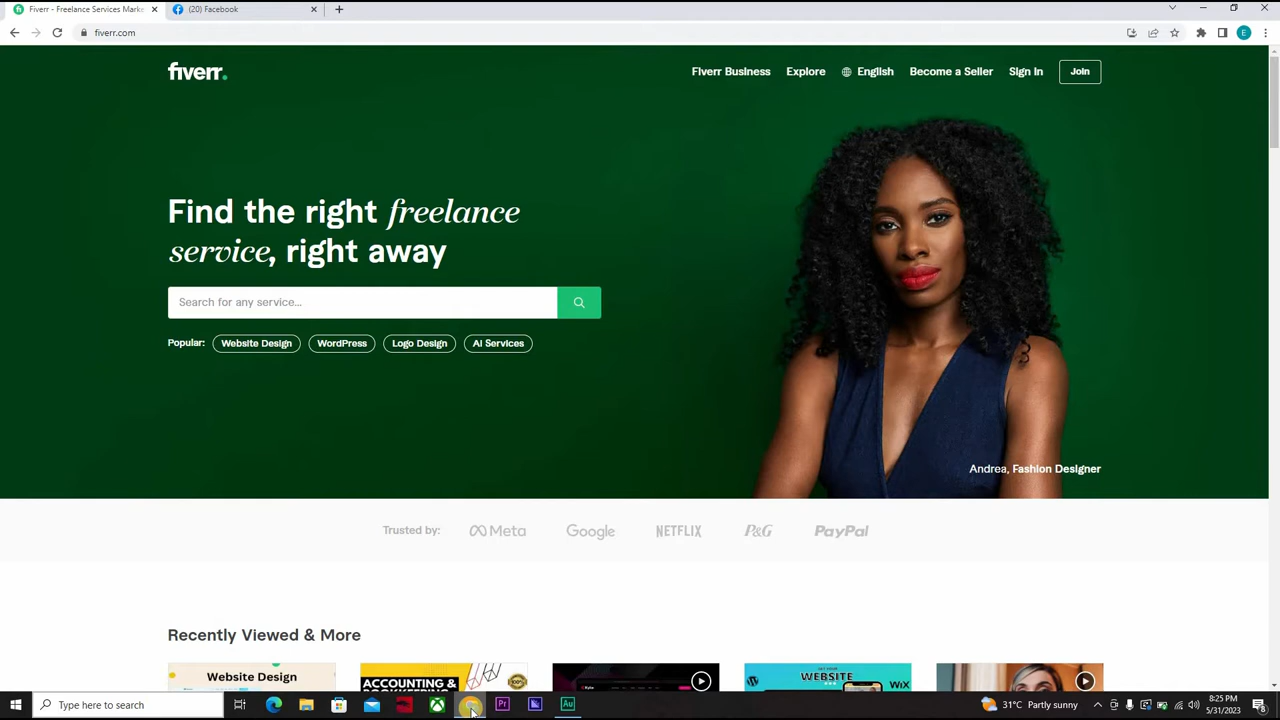 Fiverr - Freelance Services Mark
(20) Facebook
fiverr.com
E
fiverr.
Fiverr Business
Explore
English
Become a Seller
Sign In
Join
Find the right freelance
service, right away
Search for any service...
Popular:
Website Design
WordPress
Logo Design
AI Services
Andrea, Fashion Designer
Trusted by:
Meta
Google
NETFLIX
P&G
PayPal
Recently Viewed & More
Website Design
ACCOUNTING &
WEBSITE
WiX
Type here to search
Pr
Au
31°C Partly sunny
8:25 PM
5/31/2023